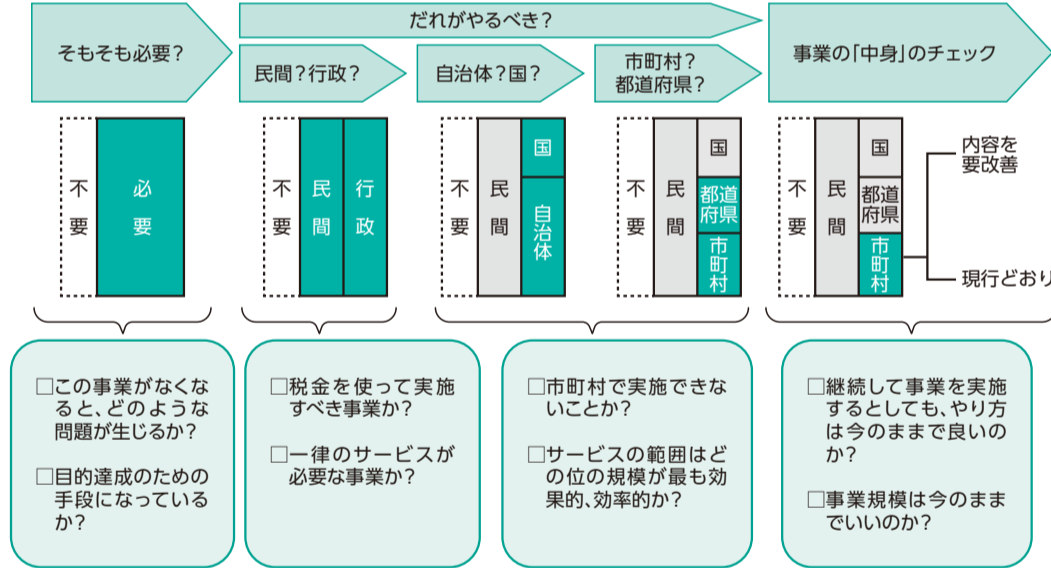 そもそも必要?
だれがやるべき?
民間?行政?
自治体?国?
市町村?
都道府県?
事業の「中身」のチェック
不要
必要
不要
民間
行政
不要
民間
国
自治体
不要
民間
国
都道
府県
市町村
不要
民間
国
都道
府県
市町村
内容を
要改善
現行どおり
□この事業がなくな
ると、どのような
問題が生じるか?
□目的達成のための
手段になっている
か?
□税金を使って実施
すべき事業か?
□一律のサービスが
必要な事業か?
□市町村で実施できな
いことか?
□サービスの範囲はど
の位の規模が最も効
果的、効率的か?
□継続して事業を実施
するとしても、やり方
は今のままで良いの
か?
□事業規模は今のまま
でいいのか?